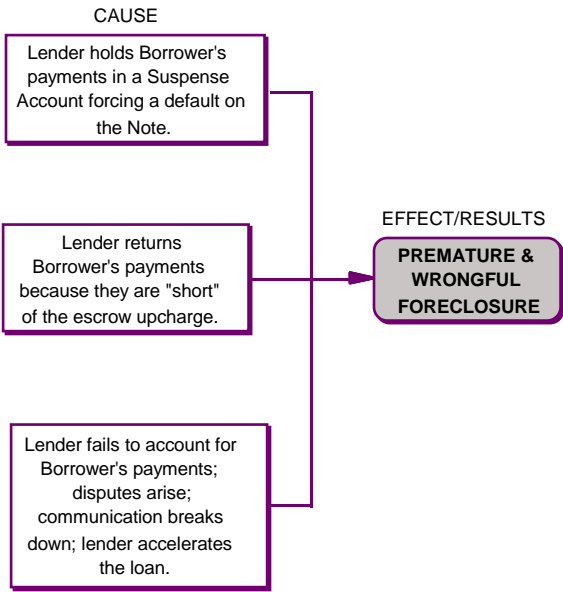 CAUSE
Lender holds Borrower's
payments in a Suspense
Account forcing a default on
the Note.
Lender returns
Borrower's payments
because they are "short"
of the escrow upcharge.
Lender fails to account for
Borrower's payments;
disputes arise;
communication breaks
down; lender accelerates
the loan.
EFFECT/RESULTS
PREMATURE &
WRONGFUL
FORECLOSURE